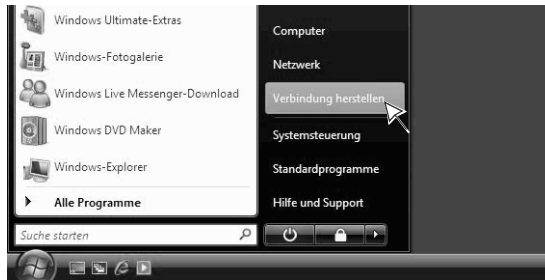 Windows Ultimate-Extras
Windows-Fotogalerie
Windows Live Messenger-Download
Windows DVD Maker
Windows-Explorer
Alle Programme
Suche starten
Computer
Netzwerk
Verbindung herstellen
Systemsteuerung
Standardprogramme
Hilfe und Support